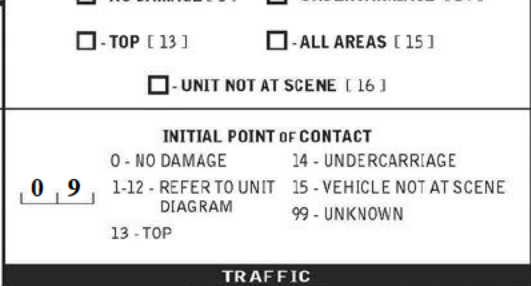 TOP [ 13 ]
ALL AREAS [ 15 ]
UNIT NOT AT SCENE [ 16 ]
INITIAL POINT OF CONTACT
0 - NO DAMAGE
14 - UNDERCARRIAGE
0 9
1-12 - REFER TO UNIT DIAGRAM
15 - VEHICLE NOT AT SCENE
99 - UNKNOWN
13 - TOP
TRAFFIC